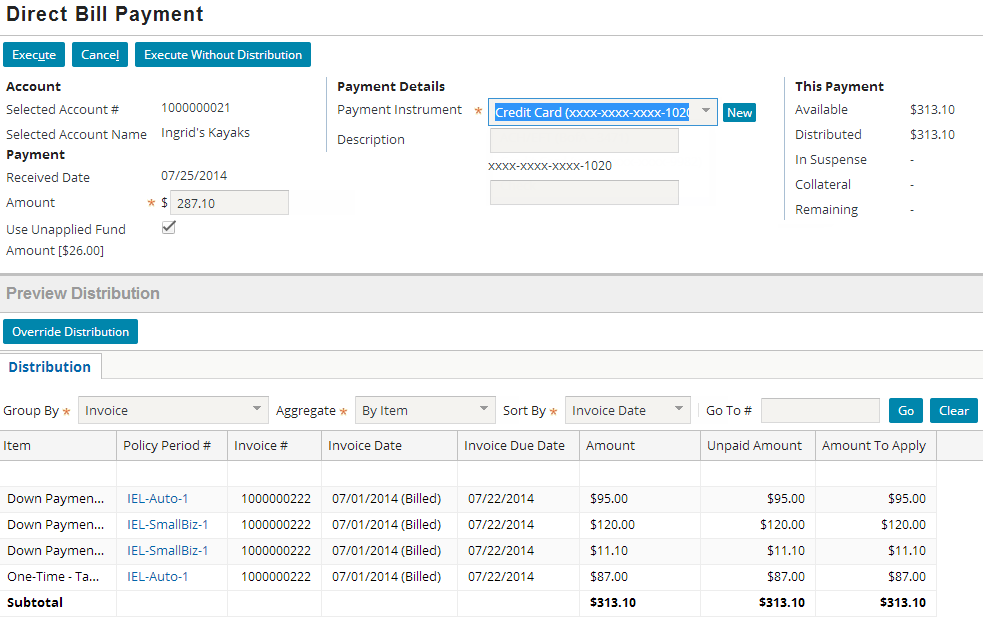 Direct Bill Payment
Execute Cancel Execute Without Distribution
Account
Selected Account # 1000000021
Selected Account Name Ingrid's Kayaks
Payment
Received Date 07/25/2014
Amount * $ 287.10
Use Unapplied Fund
Amount [$26.00]
Payment Details
Payment Instrument * Credit Card (xxxx-xxxx-xxxx-1020 New
Description
xxxx-xxxx-xxxx-1020
This Payment
Available $313.10
Distributed $313.10
In Suspense -
Collateral -
Remaining -
Preview Distribution
Override Distribution
Distribution
Group By * Invoice Aggregate * By Item Sort By * Invoice Date Go To # Go Clear
Item Policy Period # Invoice # Invoice Date Invoice Due Date Amount Unpaid Amount Amount To Apply
Down Paymen... IEL-Auto-1 1000000222 07/01/2014 (Billed) 07/22/2014 $95.00 $95.00 $95.00
Down Paymen... IEL-SmallBiz-1 1000000222 07/01/2014 (Billed) 07/22/2014 $120.00 $120.00 $120.00
Down Paymen... IEL-SmallBiz-1 1000000222 07/01/2014 (Billed) 07/22/2014 $11.10 $11.10 $11.10
One-Time - Ta... IEL-Auto-1 1000000222 07/01/2014 (Billed) 07/22/2014 $87.00 $87.00 $87.00
Subtotal $313.10 $313.10 $313.10